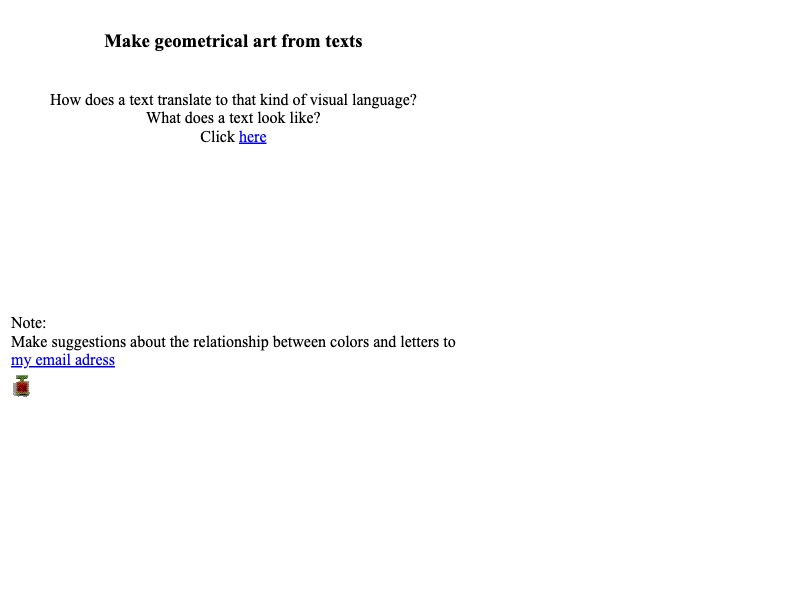 Make geometrical art from texts
How does a text translate to that kind of visual language?
What does a text look like?
Click here
Note:
Make suggestions about the relationship between colors and letters to
my email adress